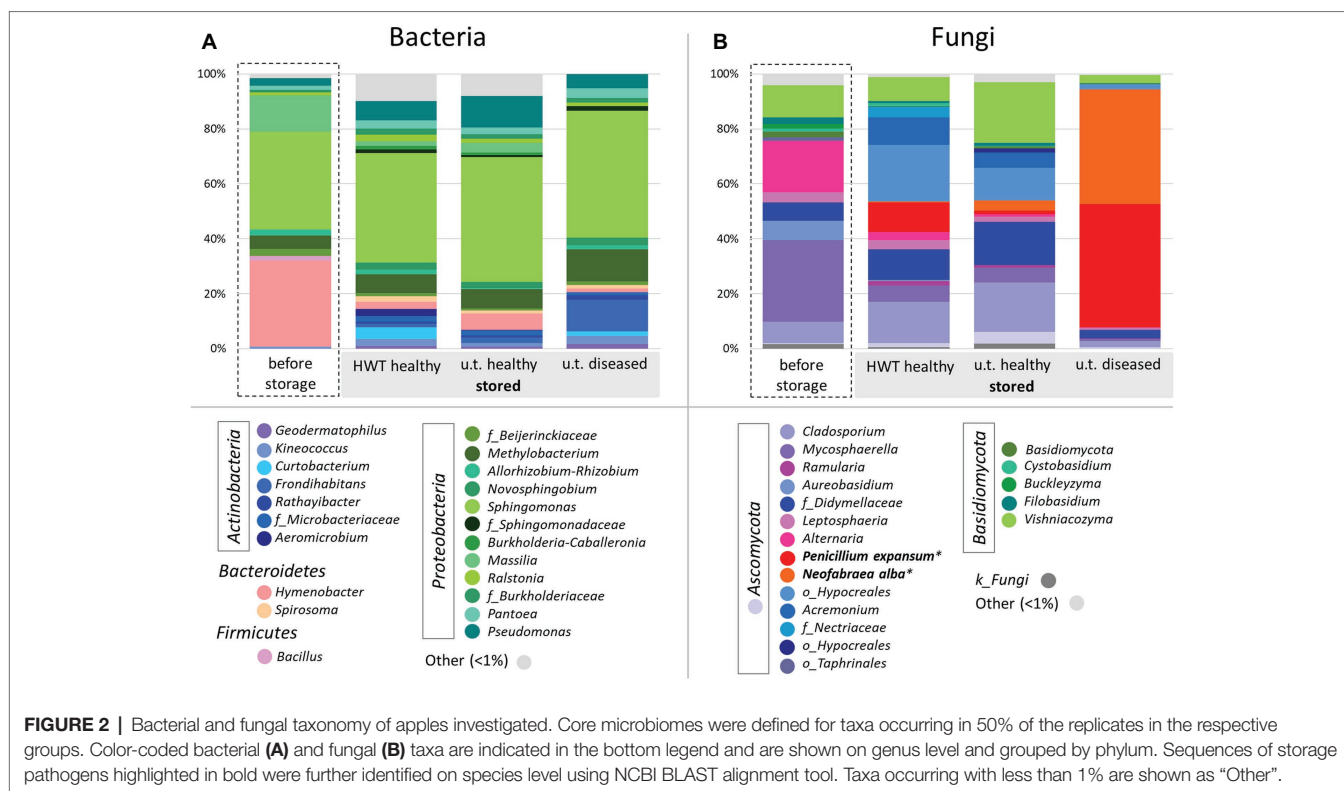 A
Bacteria
100%
80%
60%
40%
20%
0%
before storage
HWT healthy
u.t. healthy
u.t. diseased
stored
B
Fungi
100%
80%
60%
40%
20%
0%
before storage
HWT healthy
u.t. healthy
u.t. diseased
stored
Actinobacteria
Geodermatophilus
Kineococcus
Curtobacterium
Frondihabitans
Rathayibacter
f_Microbacteriaceae
Aeromicrobium
Bacteroidetes
Hymenobacter
Spirosoma
Firmicutes
Bacillus
Proteobacteria
f_Beijerinckiaceae
Methylobacterium
Allorhizobium-Rhizobium
Novosphingobium
Sphingomonas
f_Sphingomonadaceae
Burkholderia-Caballeronia
Massilia
Ralstonia
f_Burkholderiaceae
Pantoea
Pseudomonas
Other (<1%)
Ascomycota
Cladosporium
Mycosphaerella
Ramularia
Aureobasidium
f_Didymellaceae
Leptosphaeria
Alternaria
Penicillium expansum*
Neofabraea alba*
o_Hypocreales
Acremonium
f_Nectriaceae
o_Hypocreales
o_Taphrinales
Basidiomycota
Basidiomycota
Cystobasidium
Buckleyzyma
Filobasidium
Vishniacozyma
k_Fungi
Other (<1%)
FIGURE 2 | Bacterial and fungal taxonomy of apples investigated. Core microbiomes were defined for taxa occurring in 50% of the replicates in the respective
groups. Color-coded bacterial (A) and fungal (B) taxa are indicated in the bottom legend and are shown on genus level and grouped by phylum. Sequences of storage
pathogens highlighted in bold were further identified on species level using NCBI BLAST alignment tool. Taxa occurring with less than 1% are shown as “Other”.